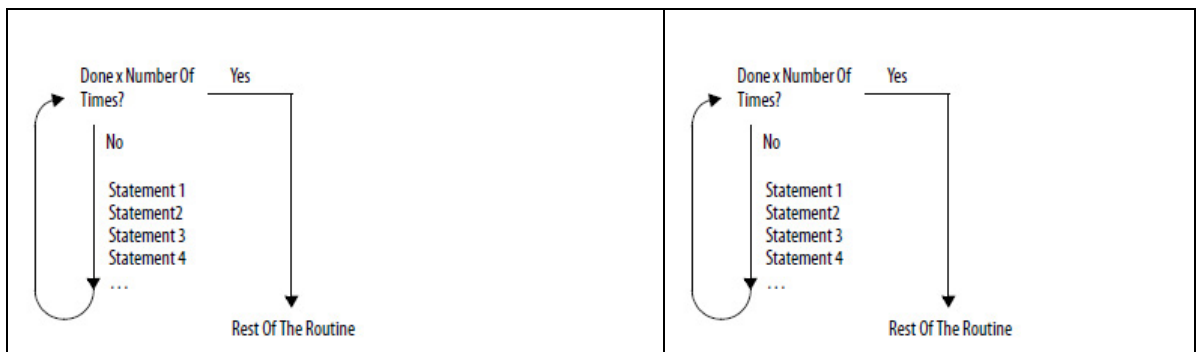 Done x Number Of Yes
Times?
No
Statement 1
Statement2
Statement 3
Statement 4
...
Rest Of The Routine
Done x Number Of Yes
Times?
No
Statement 1
Statement2
Statement 3
Statement 4
...
Rest Of The Routine